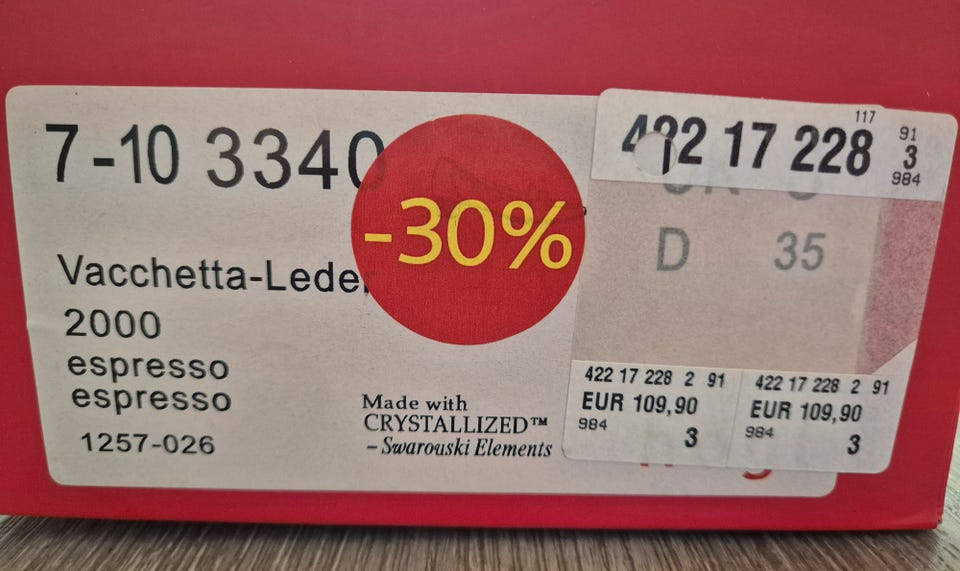 7-10 3340
Vacchetta-Leder
2000
espresso
espresso
1257-026
-30%
Made with
CRYSTALLIZED™
– Swarovski Elements
117
422 17 228
91
3
984
D 35
422 17 228 2 91
EUR 109,90
984
3
422 17 228 2 91
EUR 109,90
984
3